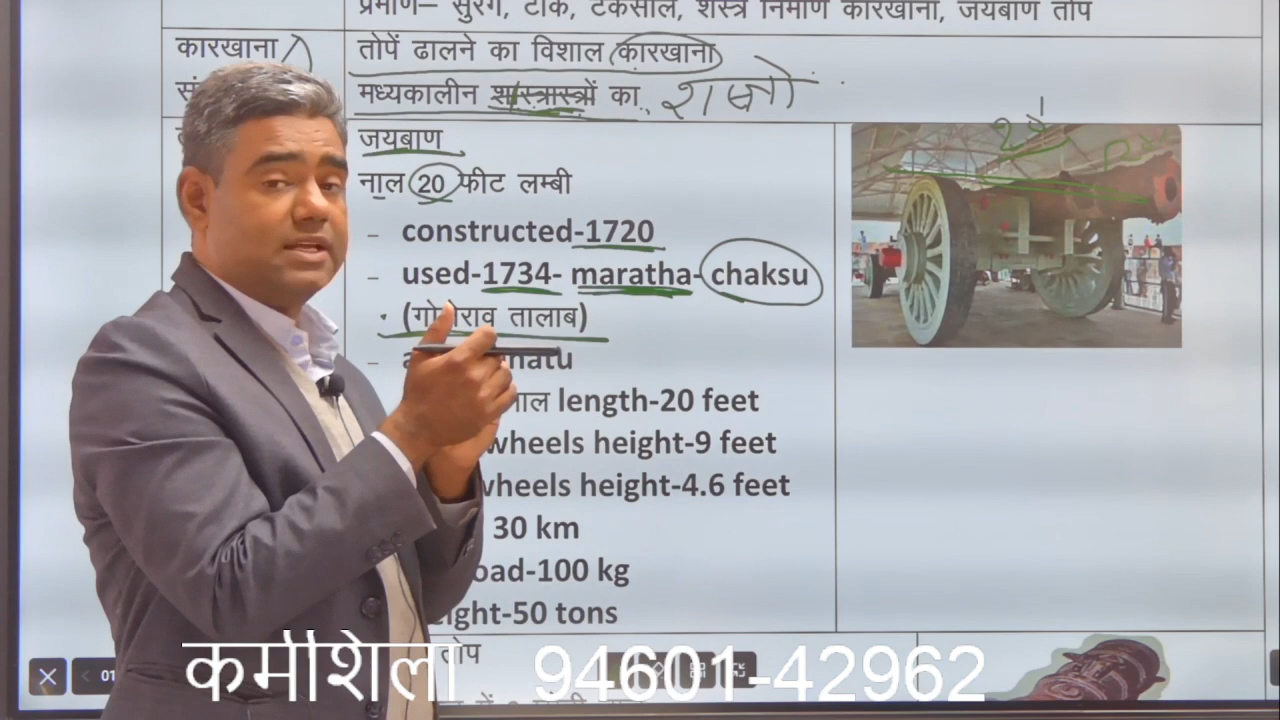 प्रमाण– सुरंग, टांके, टकसाल, शस्त्र निर्माण कारखाना, जयबाण तोप
कारखाना
तोपें ढालने का विशाल कारखाना
मध्यकालीन शास्त्रास्त्रों का शस्त्रों
जयबाण
नाल 20 फीट लम्बी
– constructed-1720
– used-1734- maratha- chaksu
(गोलेराव तालाब)
–
नाल length-20 feet
wheels height-9 feet
wheels height-4.6 feet
30 km
oad-100 kg
eight-50 tons
तोप
कर्मशिला 94601-42962
01